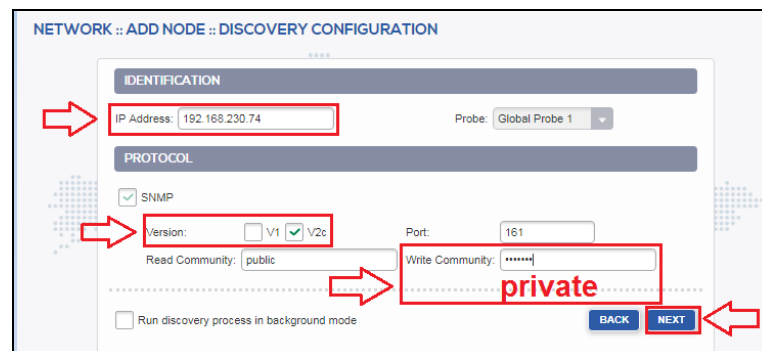 NETWORK :: ADD NODE :: DISCOVERY CONFIGURATION
IDENTIFICATION
IP Address: 192.168.230.74 Probe: Global Probe 1
PROTOCOL
SNMP
Version: V1 V2c Port: 161
Read Community: public Write Community: •••••••
private
Run discovery process in background mode BACK NEXT